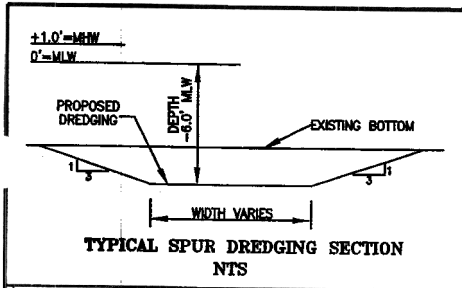 +1.0'=MHW
0'=MLW
DEPTH
-6.0' MLW
PROPOSED
DREDGING
EXISTING BOTTOM
1
3
1
3
WIDTH VARIES
TYPICAL SPUR DREDGING SECTION
NTS